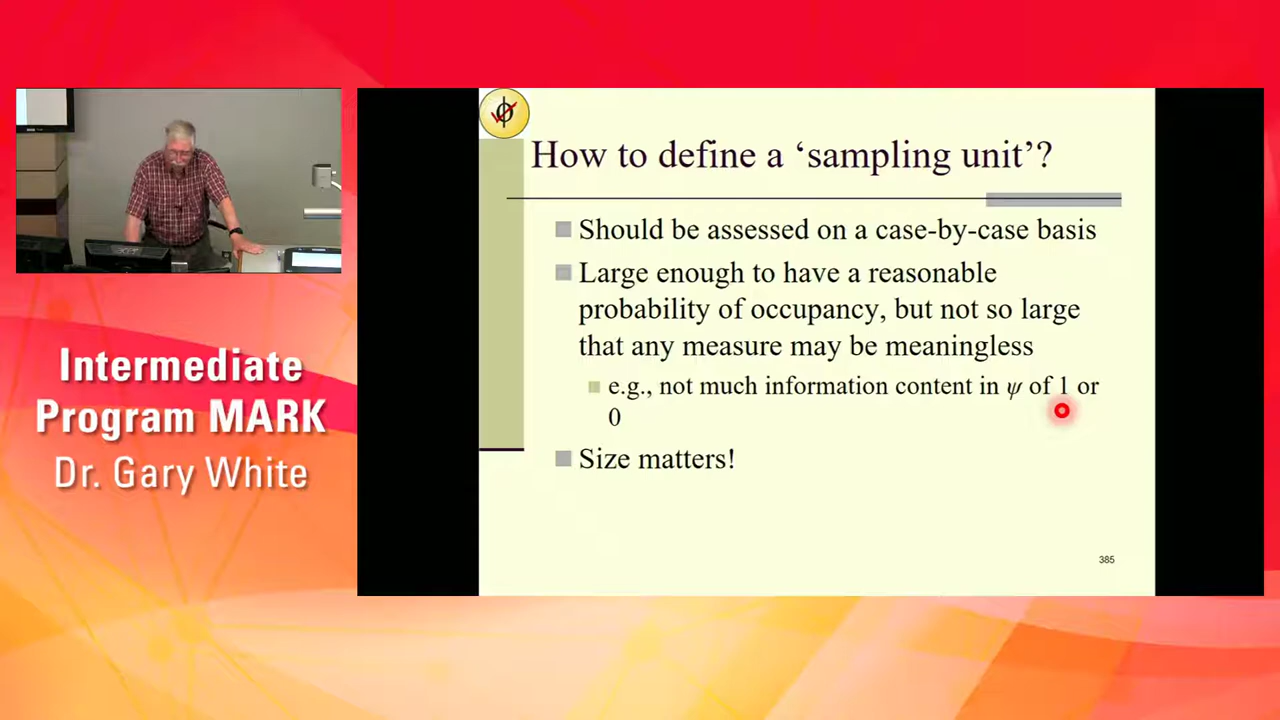 How to define a ‘sampling unit’?
Should be assessed on a case-by-case basis
Large enough to have a reasonable
probability of occupancy, but not so large
that any measure may be meaningless
e.g., not much information content in ψ of 1 or
0
Size matters!
385
Intermediate
Program MARK
Dr. Gary White